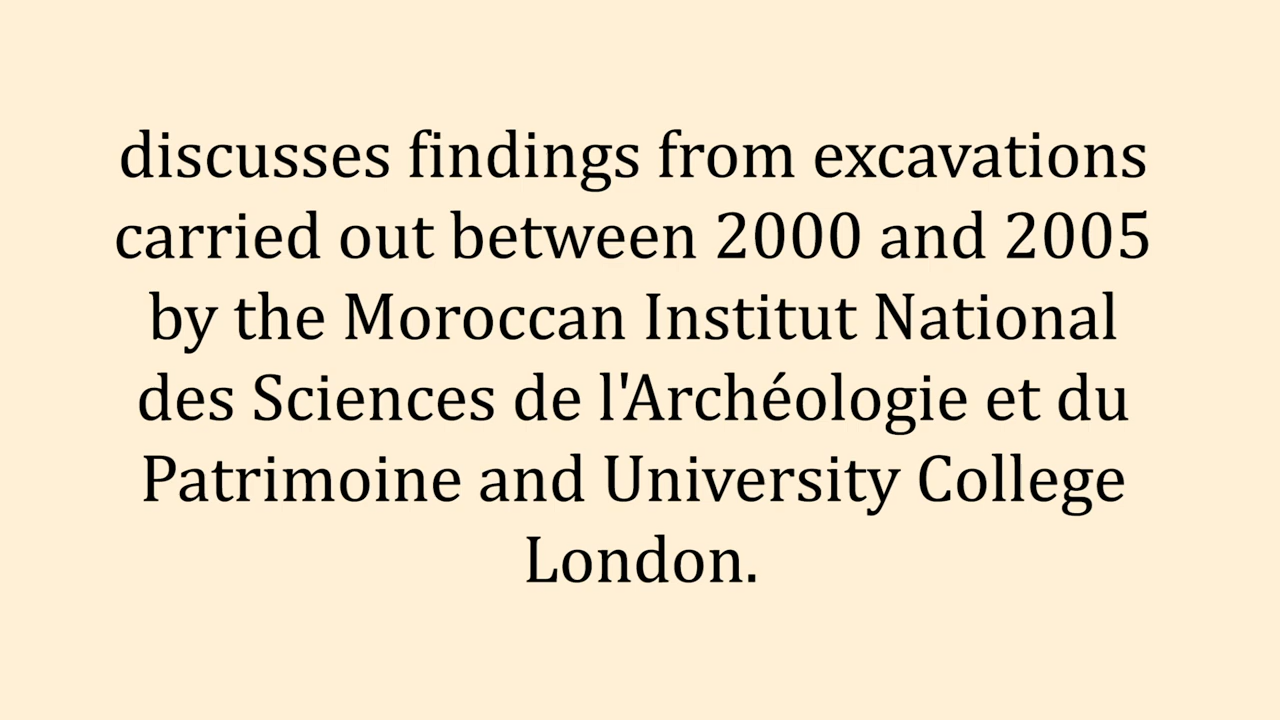 discusses findings from excavations
carried out between 2000 and 2005
by the Moroccan Institut National
des Sciences de l'Archéologie et du
Patrimoine and University College
London.